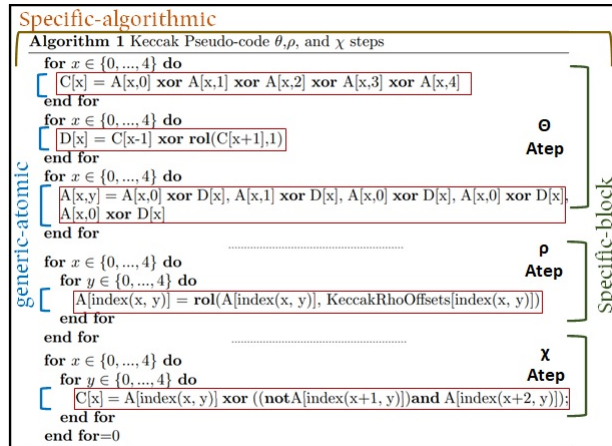 Specific-algorithmic
Algorithm 1 Keccak Pseudo-code θ,ρ, and χ steps
for x ∈ {0, ..., 4} do
C[x] = A[x,0] xor A[x,1] xor A[x,2] xor A[x,3] xor A[x,4]
end for
for x ∈ {0, ..., 4} do
D[x] = C[x-1] xor rol(C[x+1],1)
end for
for x ∈ {0, ..., 4} do
A[x,y] = A[x,0] xor D[x], A[x,1] xor D[x], A[x,0] xor D[x], A[x,0] xor D[x],
A[x,0] xor D[x]
end for
Θ
Atep
for x ∈ {0, ..., 4} do
for y ∈ {0, ..., 4} do
A[index(x, y)] = rol(A[index(x, y)], KeccakRhoOffsets[index(x, y)])
end for
end for
ρ
Atep
for x ∈ {0, ..., 4} do
for y ∈ {0, ..., 4} do
C[x] = A[index(x, y)] xor ((notA[index(x+1, y)])and A[index(x+2, y)]);
end for
end for=0
χ
Atep
generic-atomic
Specific-block